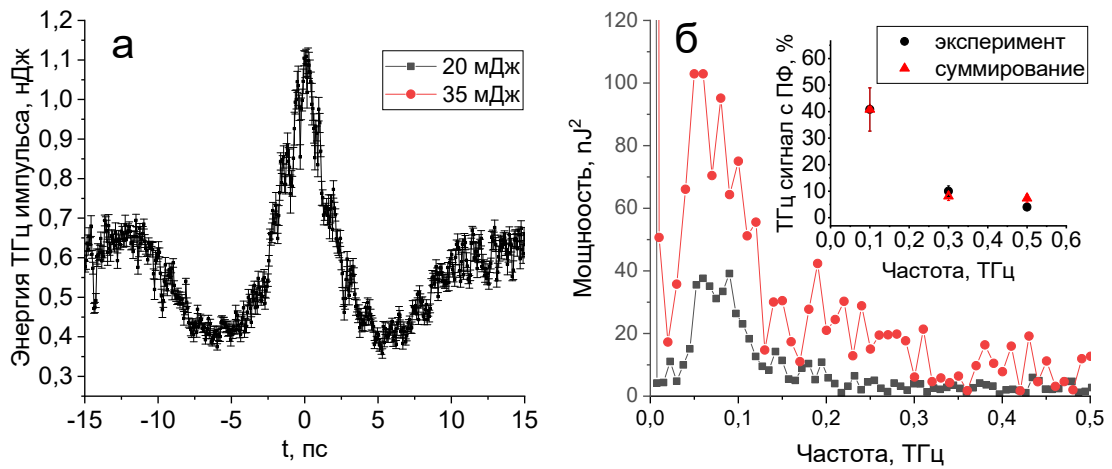 а
Энергия ТГц импульса, нДж
1,2
1,1
1,0
0,9
0,8
0,7
0,6
0,5
0,4
0,3
-15 -10 -5 0 5 10 15
t, пс
20 мДж
35 мДж
б
Мощноость, nJ²
120
100
80
60
40
20
0
0,0 0,1 0,2 0,3 0,4 0,5
Частота, ТГц
ТГц сигнал с ПФ, %
60
50
40
30
20
10
0
0,0 0,1 0,2 0,3 0,4 0,5 0,6
Частота, ТГц
эксперимент
суммирование